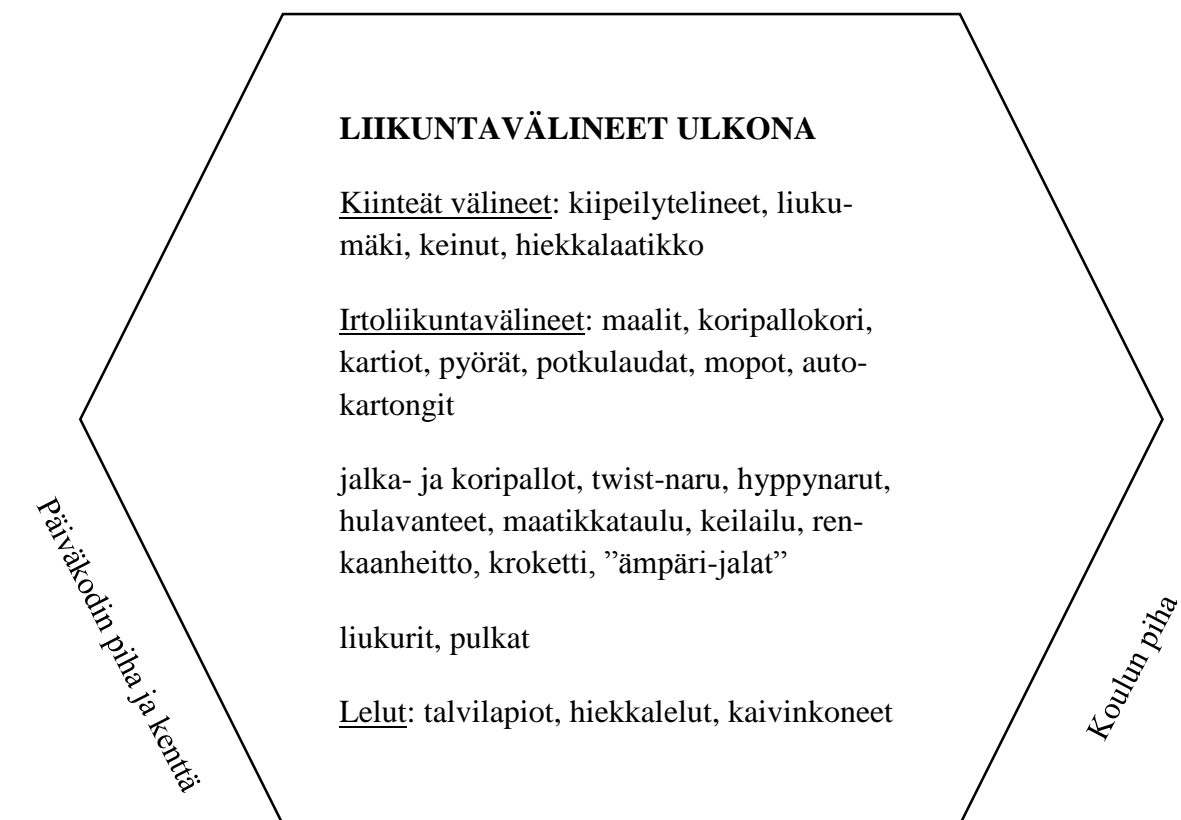 LIIKUNTAVÄLINEET ULKONA
Kiinteät välineet: kiipeilytelineet, liuku-
mäki, keinut, hiekkalaatikko
Irtoliikuntavälineet: maalit, koripallokori,
kartiot, pyörät, potkulaudat, mopot, auto-
kartongit
jalka- ja koripallot, twist-naru, hyppynarut,
hulavanteet, maatikkataulu, keilailu, ren-
kaanheitto, kroketti, ”ämpäri-jalat”
liukurit, pulkat
Lelut: talvilapiot, hiekkalelut, kaivinkoneet
Päiväkodin piha ja kenttä
Koulun piha